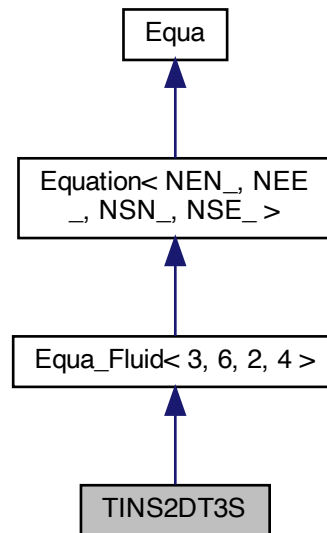 Equa
Equation< NEN_, NEE
_, NSN_, NSE_ >
Equa_Fluid< 3, 6, 2, 4 >
TINS2DT3S